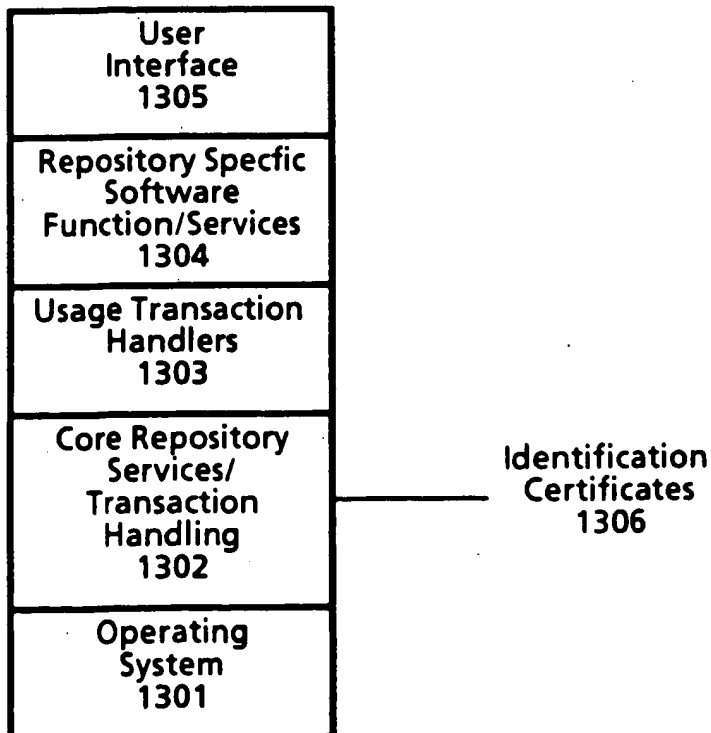 User
Interface
1305
Repository Specfic
Software
Function/Services
1304
Usage Transaction
Handlers
1303
Core Repository
Services/
Transaction
Handling
1302
Identification
Certificates
1306
Operating
System
1301